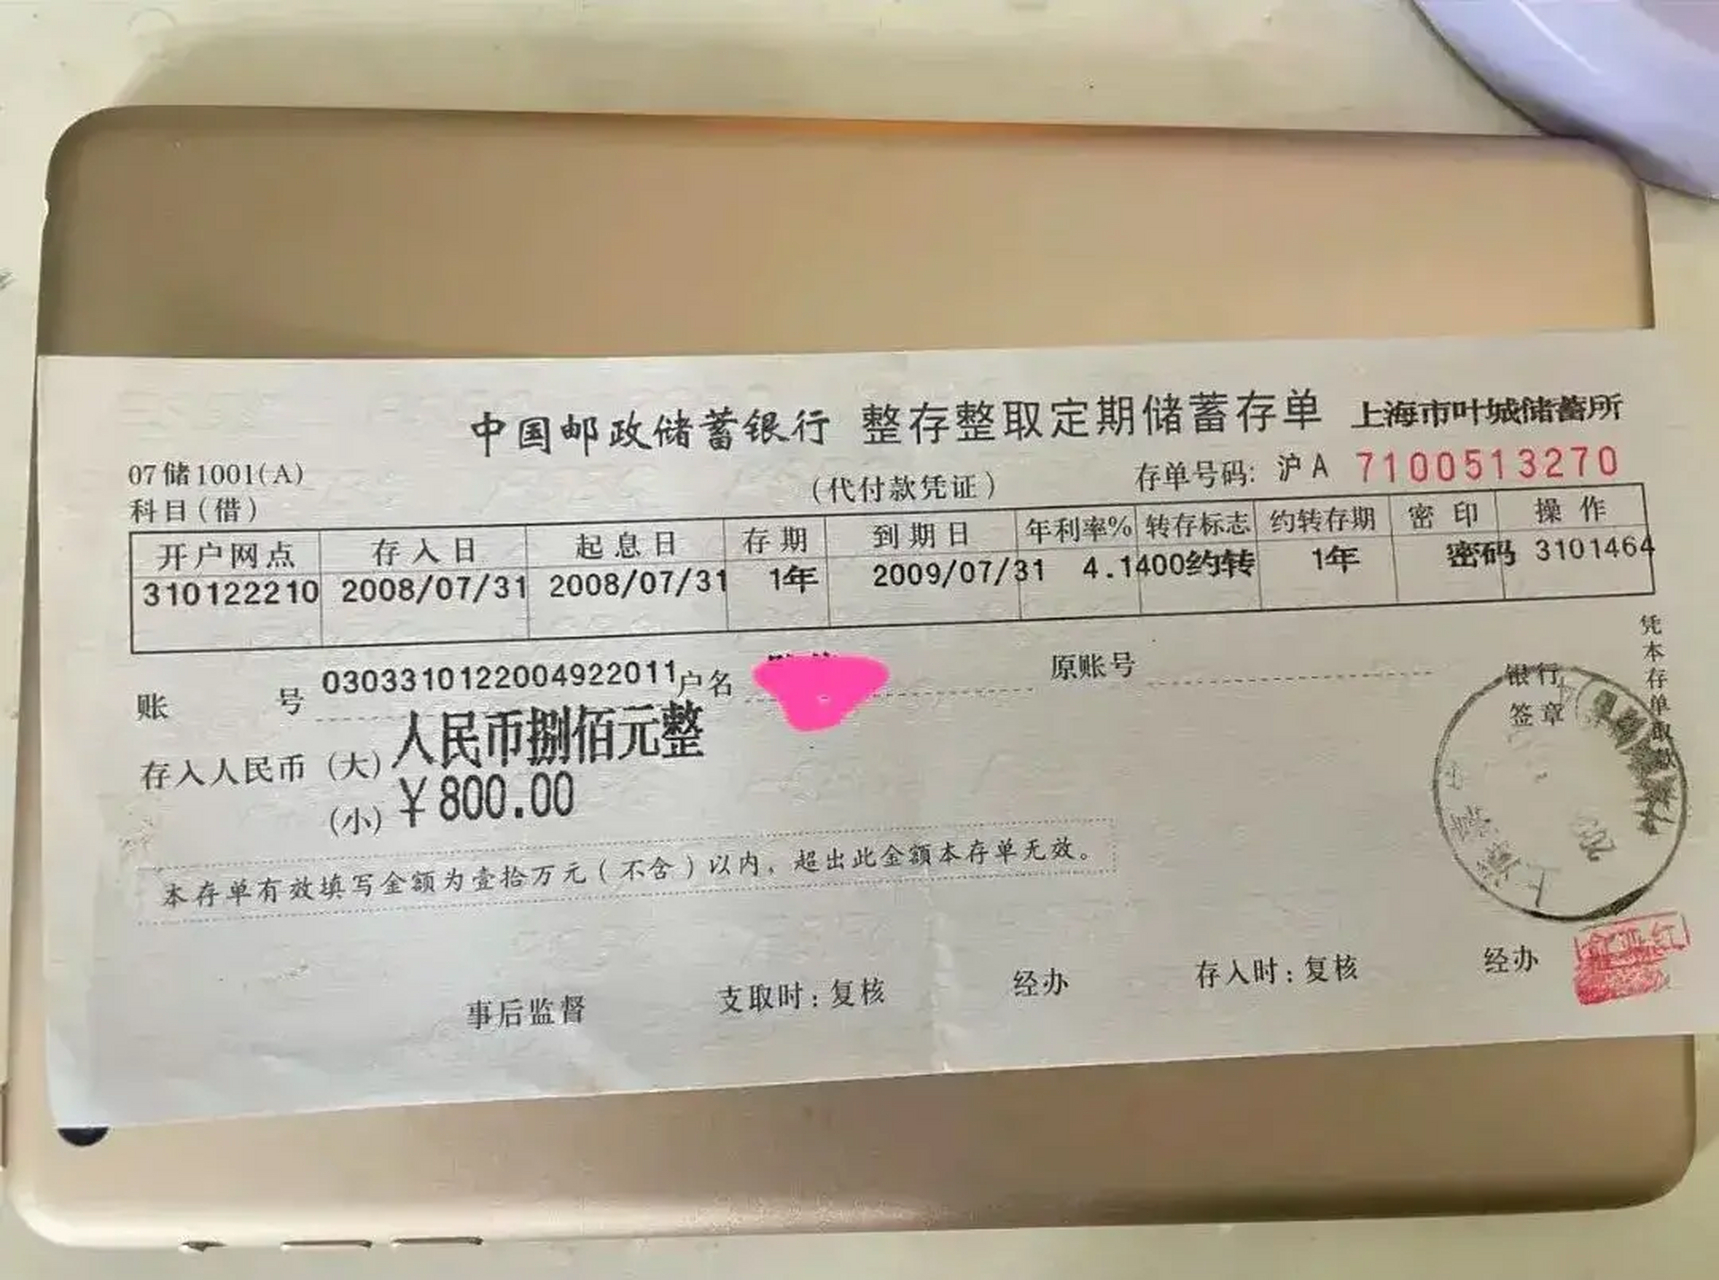 中国邮政储蓄银行 整存整取定期储蓄存单 上海市叶城储蓄所
07储1001(A)
科目(借)
(代付款凭证)
存单号码: 沪A 7100513270
开户网点 存入日 起息日 存期 到期日 年利率% 转存标志 约转存期 密印 操作
310122210 2008/07/31 2008/07/31 1年 2009/07/31 4.1400 约转 1年 密码 3101464
账号 0303310122004922011 户名 原账号
存入人民币 (大) 人民币捌佰元整
(小) ¥800.00
银行
签章
凭本存单取款
本存单有效填写金额为壹拾万元(不含)以内,超出此金额本存单无效。
事后监督 支取时:复核 经办 存入时:复核 经办